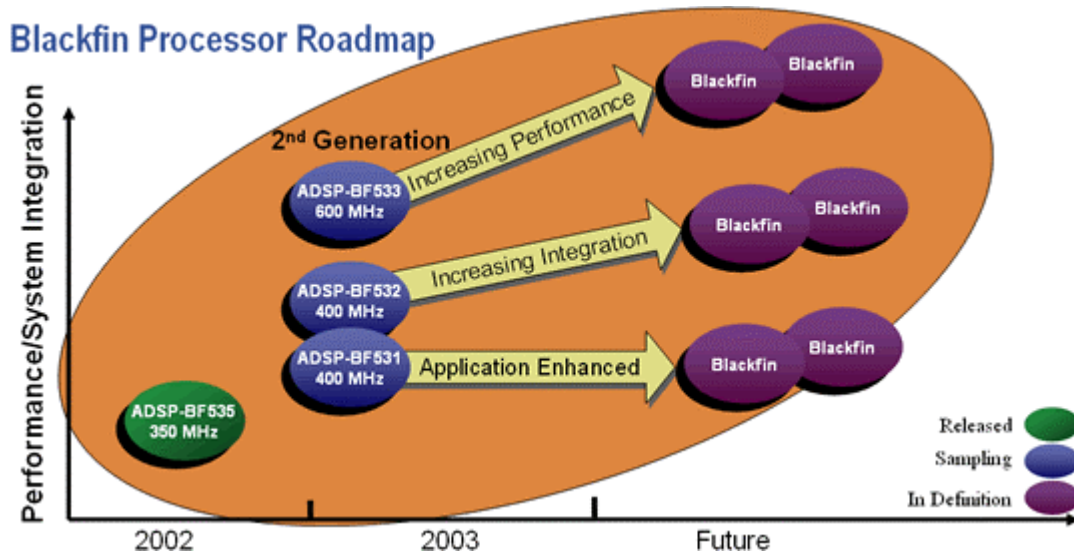 Blackfin Processor Roadmap
Performance/System Integration
2nd Generation
ADSP-BF533
600 MHz
Increasing Performance
Blackfin
Blackfin
ADSP-BF532
400 MHz
Increasing Integration
Blackfin
Blackfin
ADSP-BF531
400 MHz
Application Enhanced
Blackfin
Blackfin
ADSP-BF535
350 MHz
Released
Sampling
In Definition
2002
2003
Future